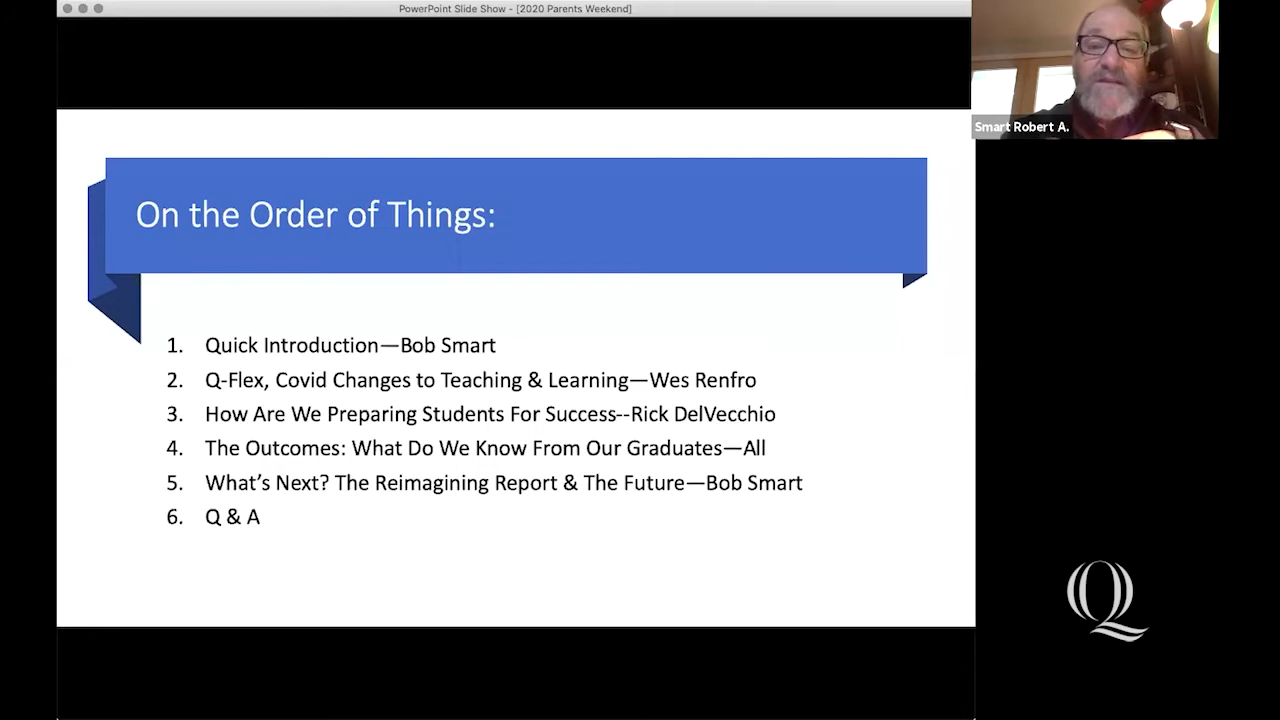 PowerPoint Slide Show - [2020 Parents Weekend]
Smart Robert A.
On the Order of Things:
1. Quick Introduction—Bob Smart
2. Q-Flex, Covid Changes to Teaching & Learning—Wes Renfro
3. How Are We Preparing Students For Success--Rick DelVecchio
4. The Outcomes: What Do We Know From Our Graduates—All
5. What’s Next? The Reimagining Report & The Future—Bob Smart
6. Q & A
Q